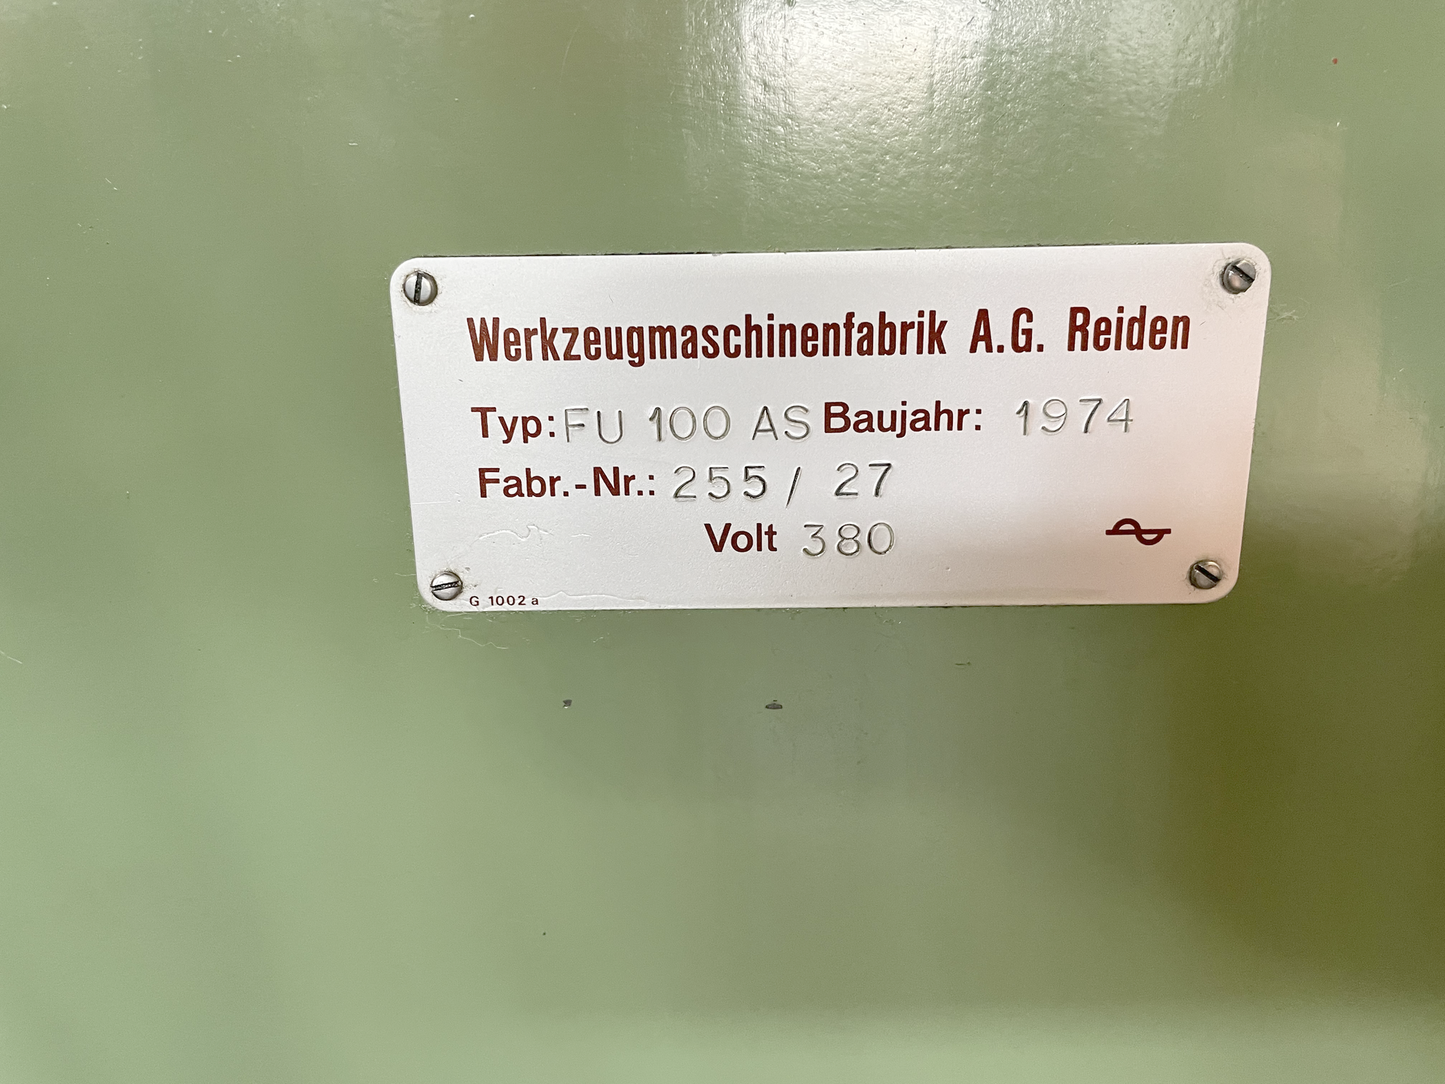 Werkzeugmaschinenfabrik A.G. Reiden
Typ: FU 100 AS Baujahr: 1974
Fabr.-Nr.: 255 / 27
Volt 380
G 1002 a